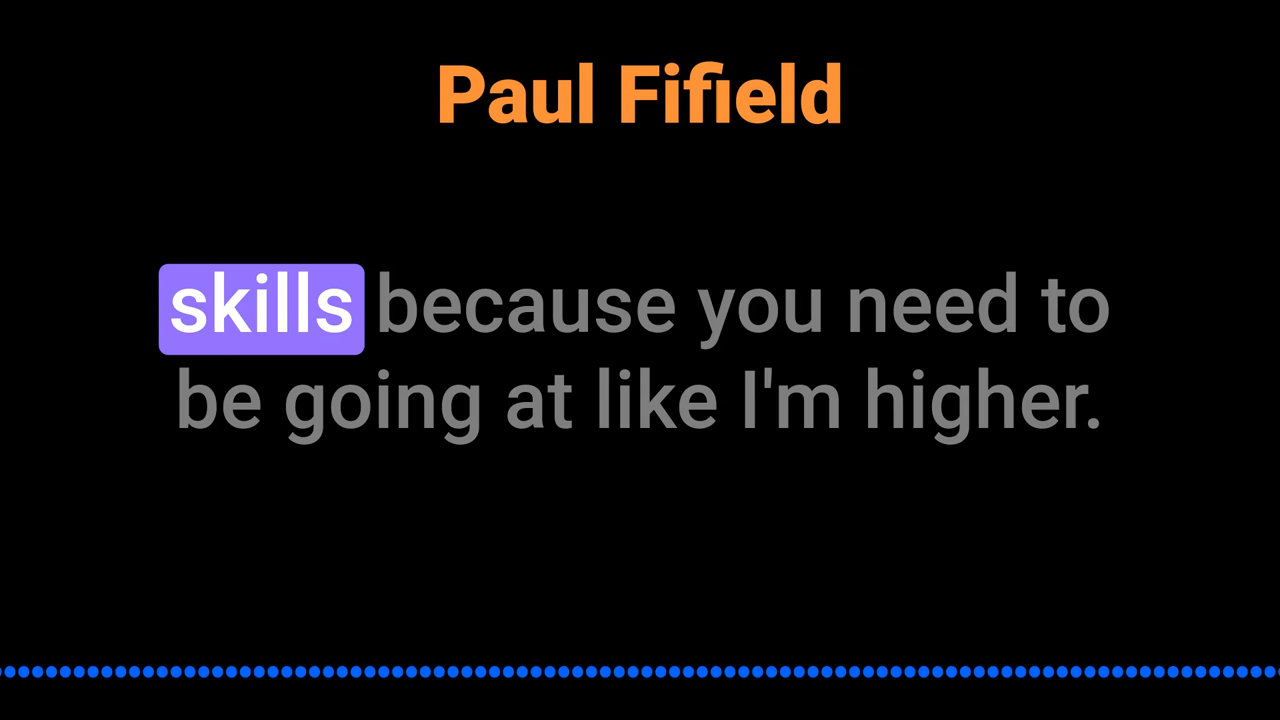 Paul Fifield
skills because you need to
be going at like I'm higher.